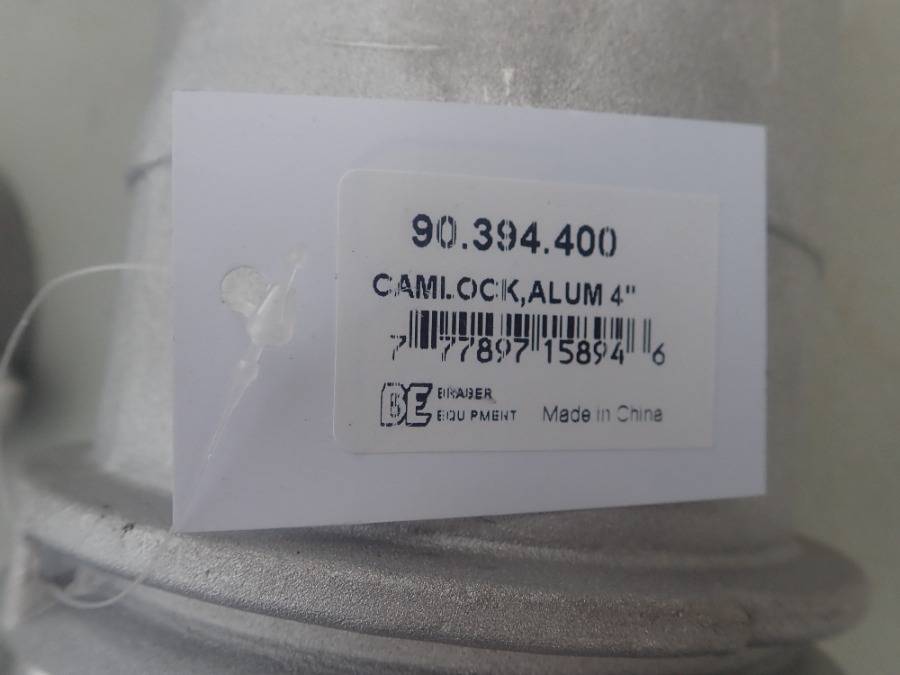 90.394.400
CAMLOCK,ALUM 4"
7 77897 15894 6
BE BRABER
EQUIPMENT Made in China